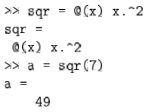 >> sqr = @(x) x.^2
sqr =
@(x) x.^2
>> a = sqr(7)
a =
49